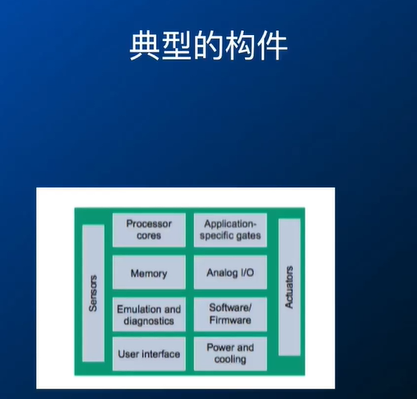 典型的构件
Sensors
Processor
cores
Application-
specific gates
Memory
Analog I/O
Emulation and
diagnostics
Software/
Firmware
User interface
Power and
cooling
Actuators